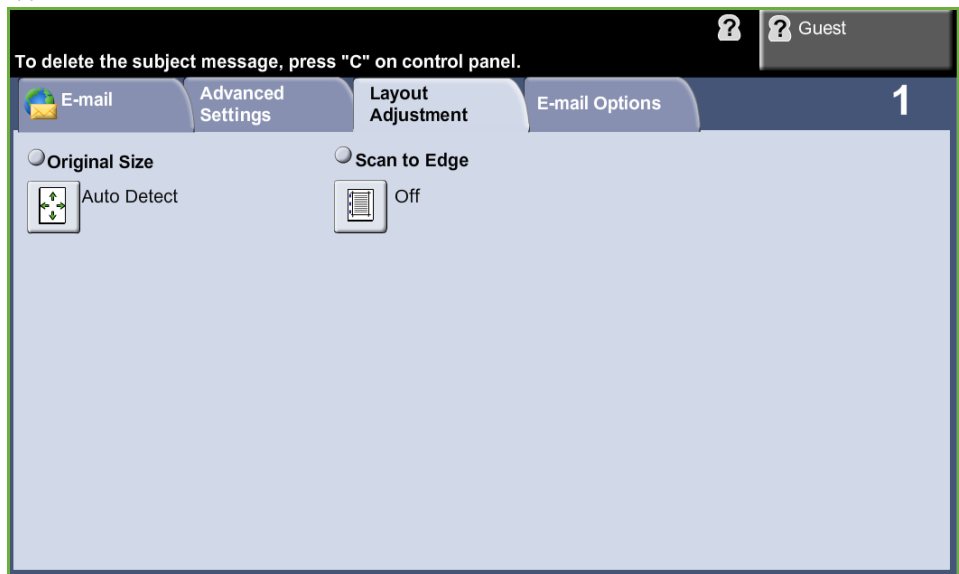 Guest
To delete the subject message, press "C" on control panel.
E-mail
Advanced
Settings
Layout
Adjustment
E-mail Options
1
Original Size
Scan to Edge
Auto Detect
Off